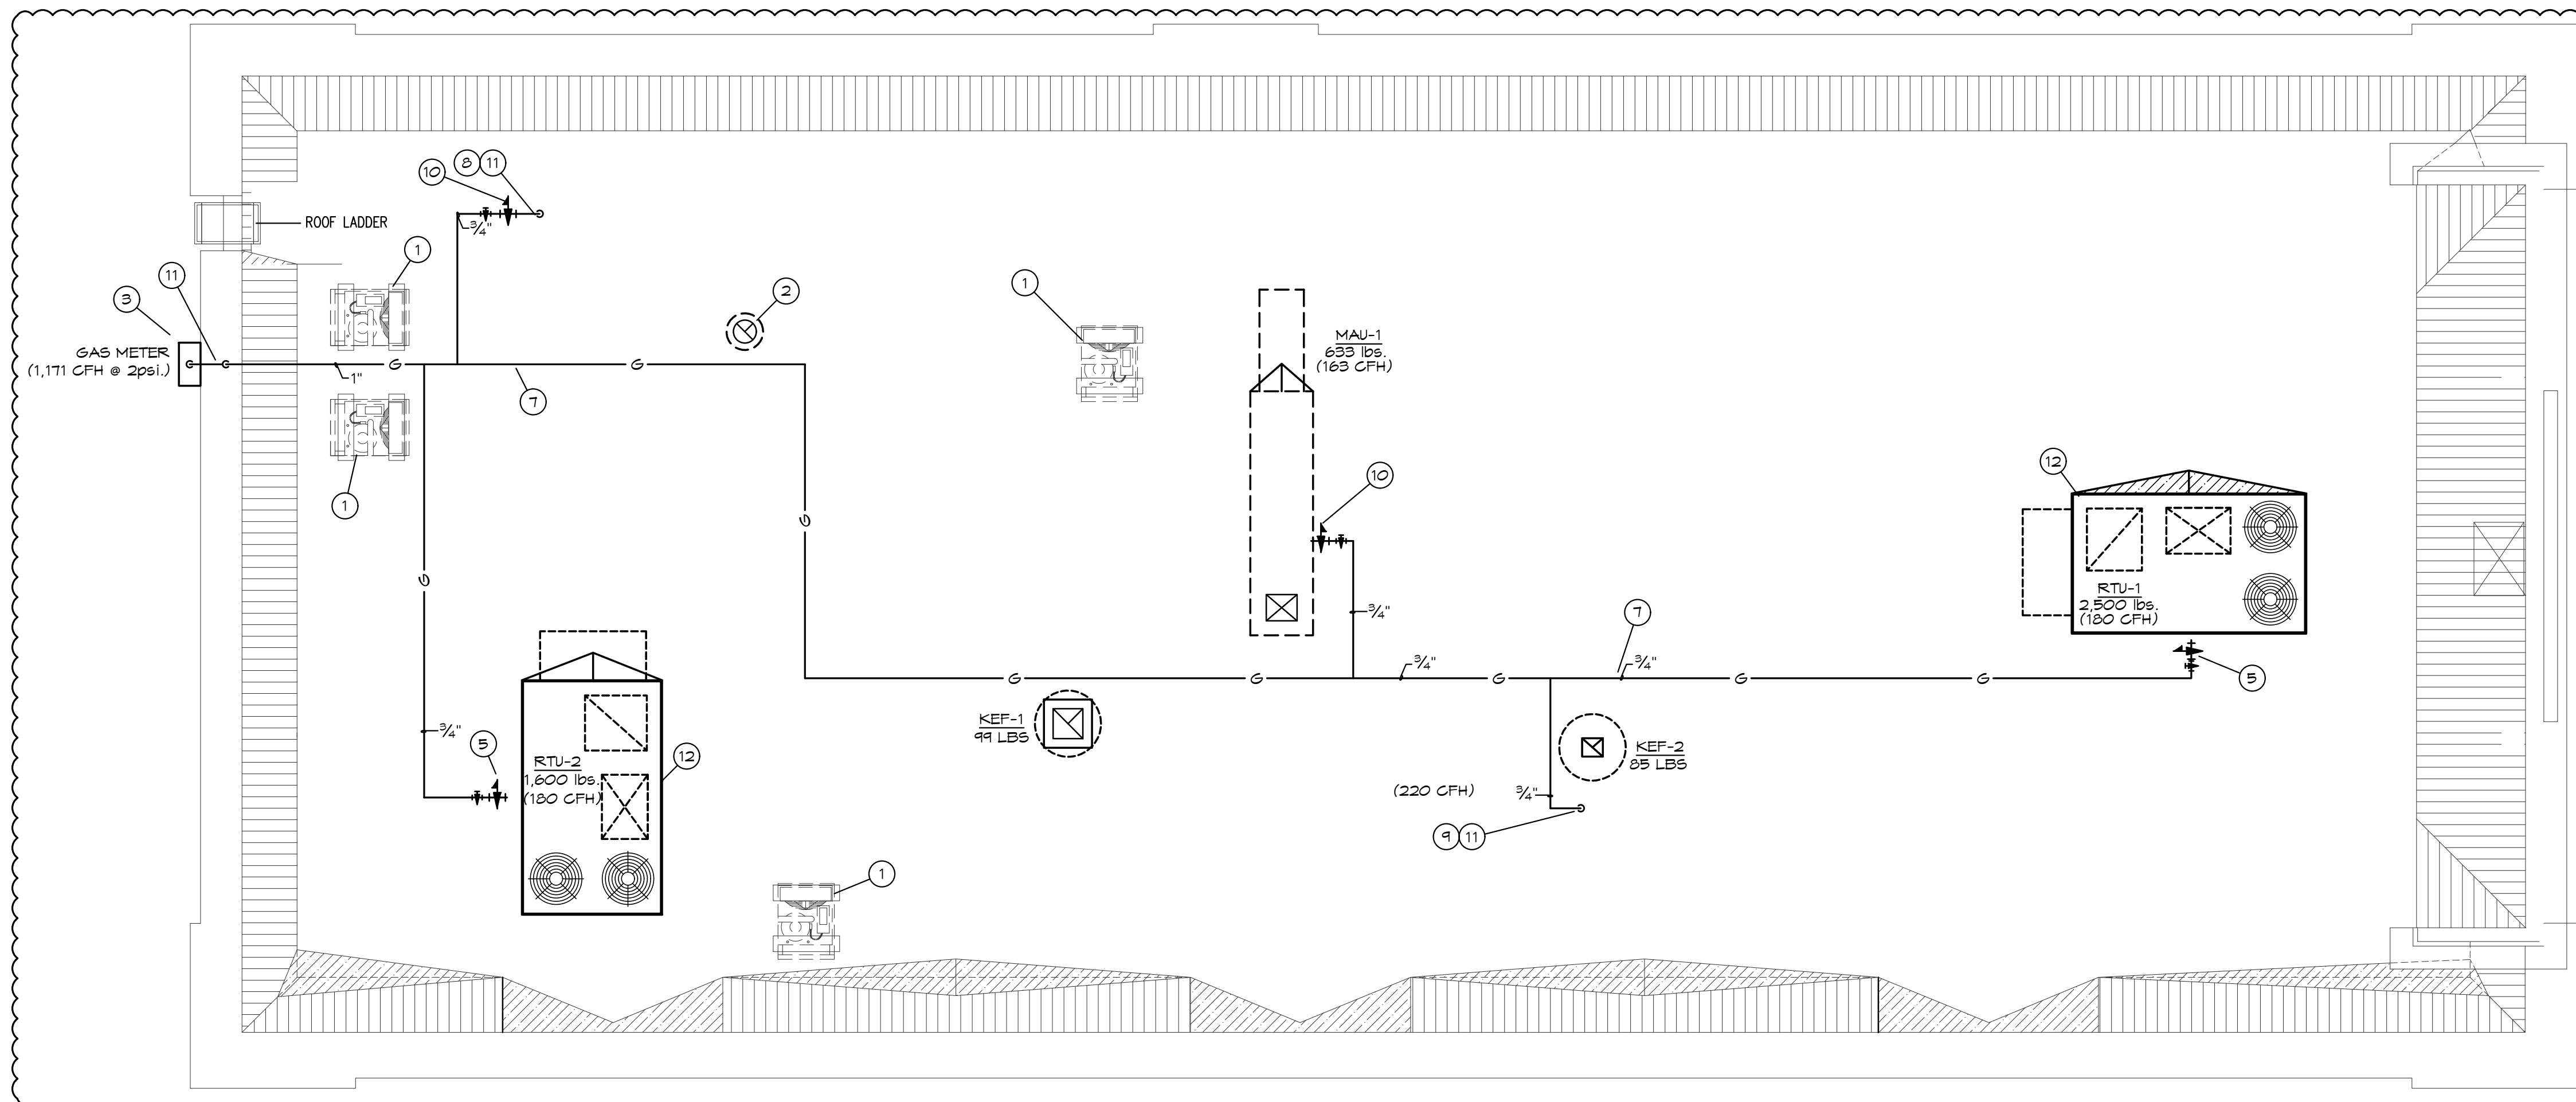 10
8 11
3/4"
ROOF LADDER
1
11
3
GAS METER
(1,171 CFH @ 2psi.)
1"
G
G
7
2
1
1
MAU-1
633 lbs.
(163 CFH)
G
G
10
3/4"
12
RTU-1
2,500 lbs.
(180 CFH)
5
7
3/4"
3/4"
G
G
G
G
G
3/4"
5
RTU-2
1,600 lbs.
(180 CFH)
12
KEF-1
99 LBS
KEF-2
85 LBS
(220 CFH)
3/4"
9 11
1